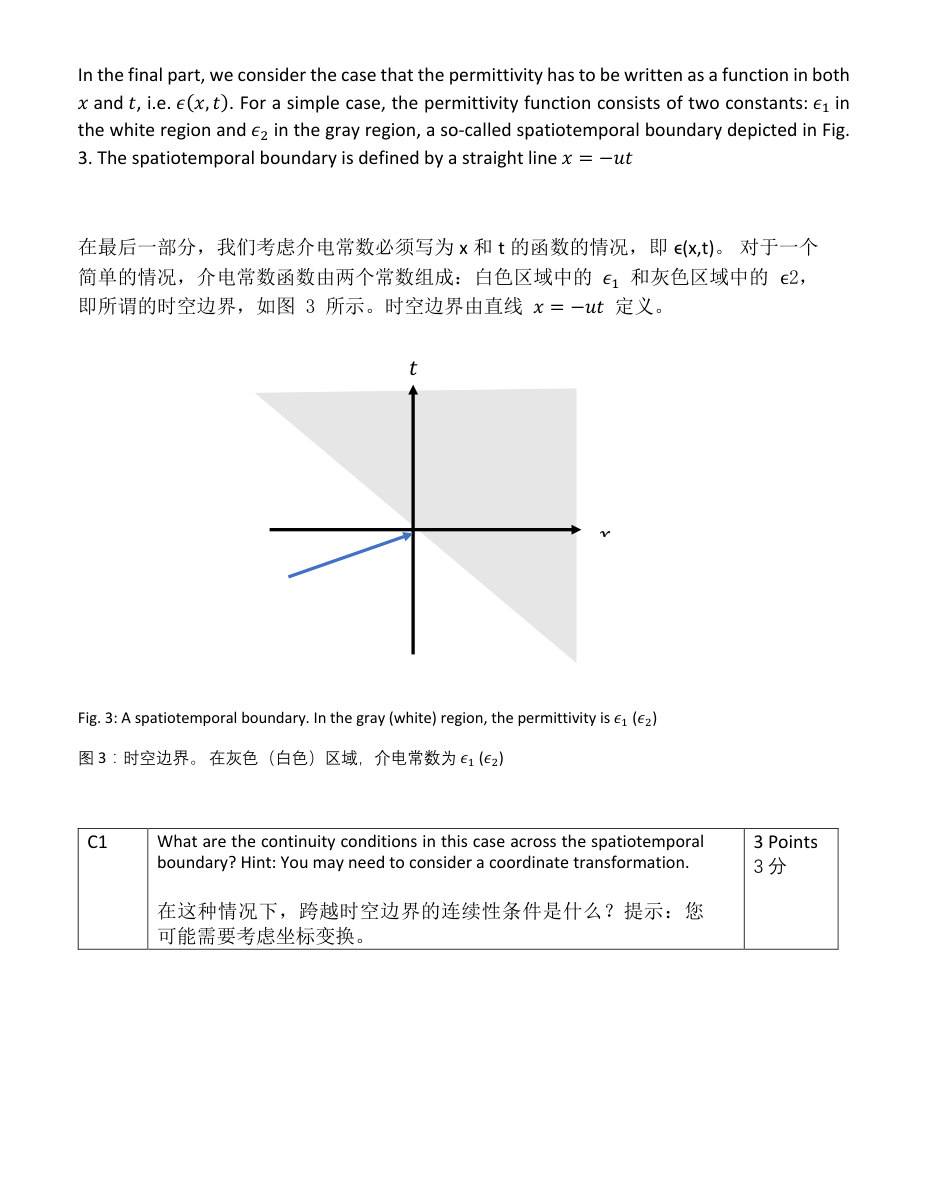 In the final part, we consider the case that the permittivity has to be written as a function in both
x and t, i.e. ϵ(x, t). For a simple case, the permittivity function consists of two constants: ϵ₁ in
the white region and ϵ₂ in the gray region, a so-called spatiotemporal boundary depicted in Fig.
3. The spatiotemporal boundary is defined by a straight line x = −ut
在最后一部分，我们考虑介电常数必须写为 x 和 t 的函数的情况，即 ϵ(x,t)。 对于一个
简单的情况，介电常数函数由两个常数组成：白色区域中的 ϵ₁ 和灰色区域中的 ϵ2，
即所谓的时空边界，如图 3 所示。时空边界由直线 x = −ut 定义。
t
Fig. 3: A spatiotemporal boundary. In the gray (white) region, the permittivity is ϵ₁ (ϵ₂)
图 3：时空边界。 在灰色（白色）区域，介电常数为 ϵ₁ (ϵ₂)
C1
What are the continuity conditions in this case across the spatiotemporal
boundary? Hint: You may need to consider a coordinate transformation.
在这种情况下，跨越时空边界的连续性条件是什么？提示：您
可能需要考虑坐标变换。
3 Points
3 分